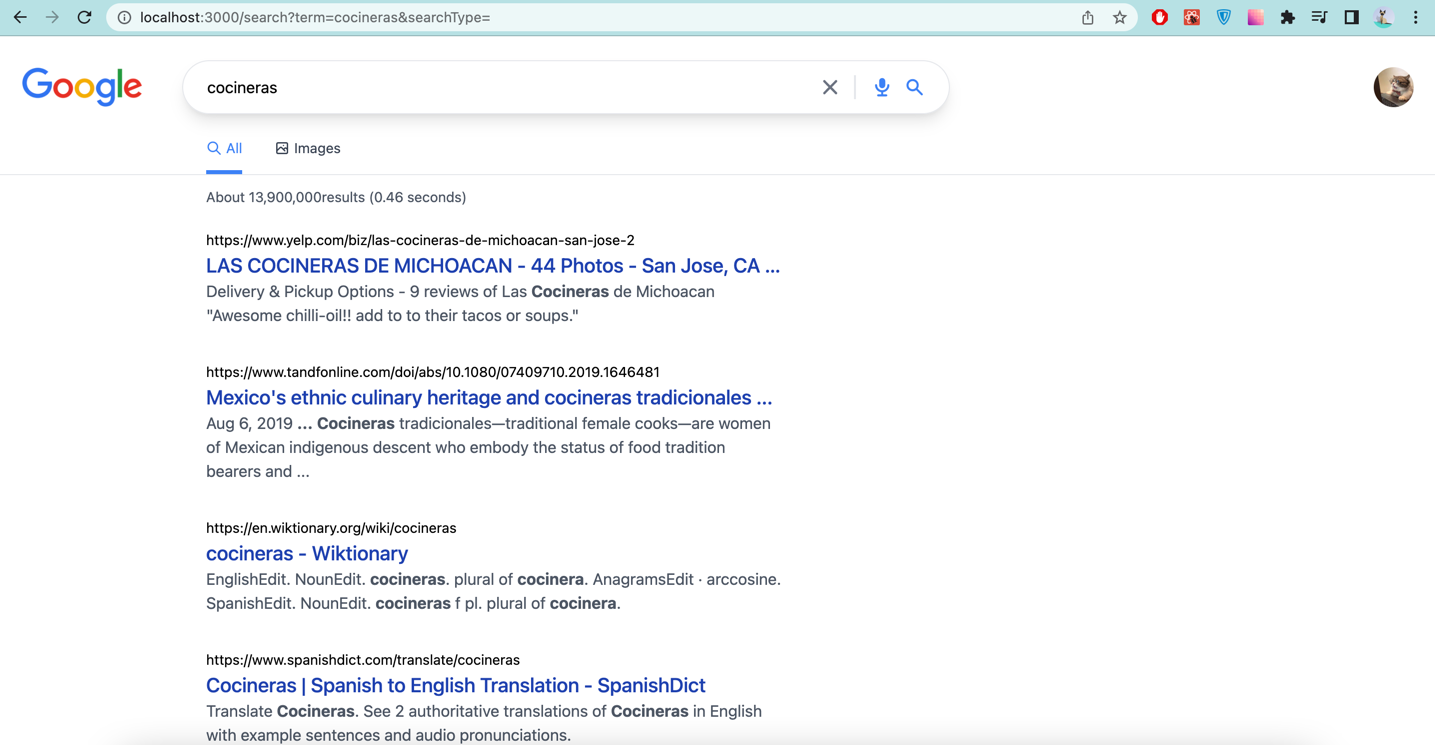 localhost:3000/search?term=cocineras&searchType=
Google
cocineras
All Images
About 13,900,000results (0.46 seconds)
https://www.yelp.com/biz/las-cocineras-de-michoacan-san-jose-2
LAS COCINERAS DE MICHOACAN - 44 Photos - San Jose, CA ...
Delivery & Pickup Options - 9 reviews of Las Cocineras de Michoacan
"Awesome chilli-oil!! add to to their tacos or soups."
https://www.tandfonline.com/doi/abs/10.1080/07409710.2019.1646481
Mexico's ethnic culinary heritage and cocineras tradicionales ...
Aug 6, 2019 ... Cocineras tradicionales—traditional female cooks—are women
of Mexican indigenous descent who embody the status of food tradition
bearers and ...
https://en.wiktionary.org/wiki/cocineras
cocineras - Wiktionary
EnglishEdit. NounEdit. cocineras. plural of cocinera. AnagramsEdit · arccosine.
SpanishEdit. NounEdit. cocineras f pl. plural of cocinera.
https://www.spanishdict.com/translate/cocineras
Cocineras | Spanish to English Translation - SpanishDict
Translate Cocineras. See 2 authoritative translations of Cocineras in English
with example sentences and audio pronunciations.